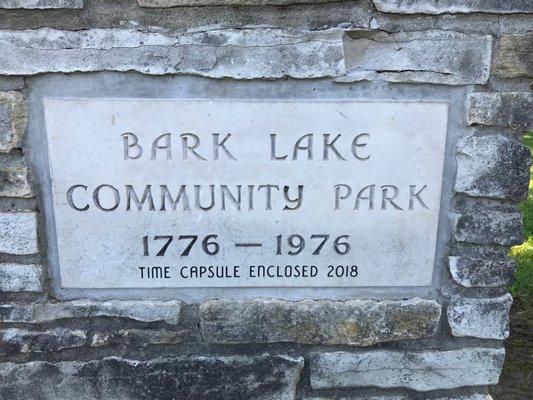 BARK LAKE
COMMUNITY PARK
1776 – 1976
TIME CAPSULE ENCLOSED 2018